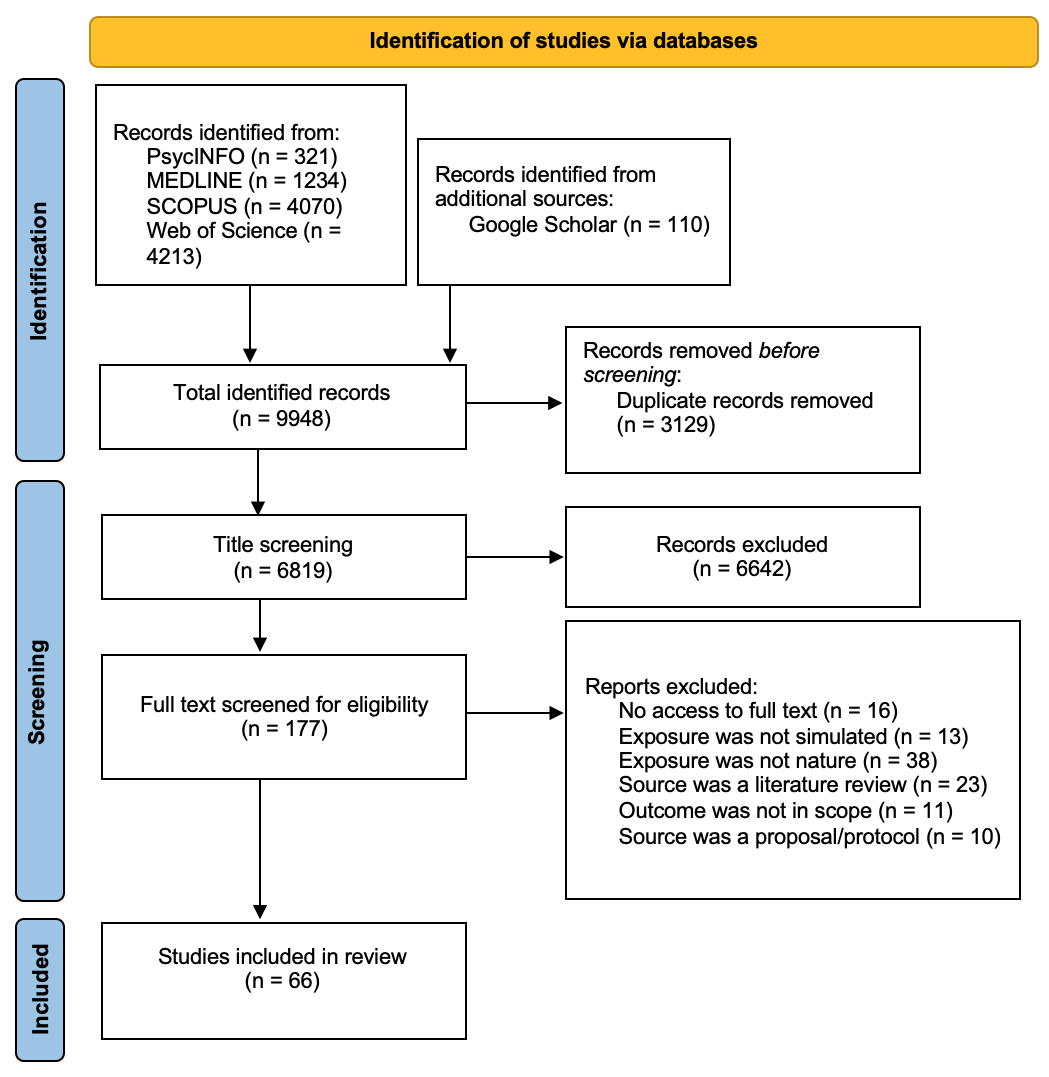 Identification of studies via databases
Identification
Records identified from:
PsycINFO (n = 321)
MEDLINE (n = 1234)
SCOPUS (n = 4070)
Web of Science (n =
4213)
Records identified from
additional sources:
Google Scholar (n = 110)
Total identified records
(n = 9948)
Records removed before
screening:
Duplicate records removed
(n = 3129)
Screening
Title screening
(n = 6819)
Records excluded
(n = 6642)
Full text screened for eligibility
(n = 177)
Reports excluded:
No access to full text (n = 16)
Exposure was not simulated (n = 13)
Exposure was not nature (n = 38)
Source was a literature review (n = 23)
Outcome was not in scope (n = 11)
Source was a proposal/protocol (n = 10)
Included
Studies included in review
(n = 66)